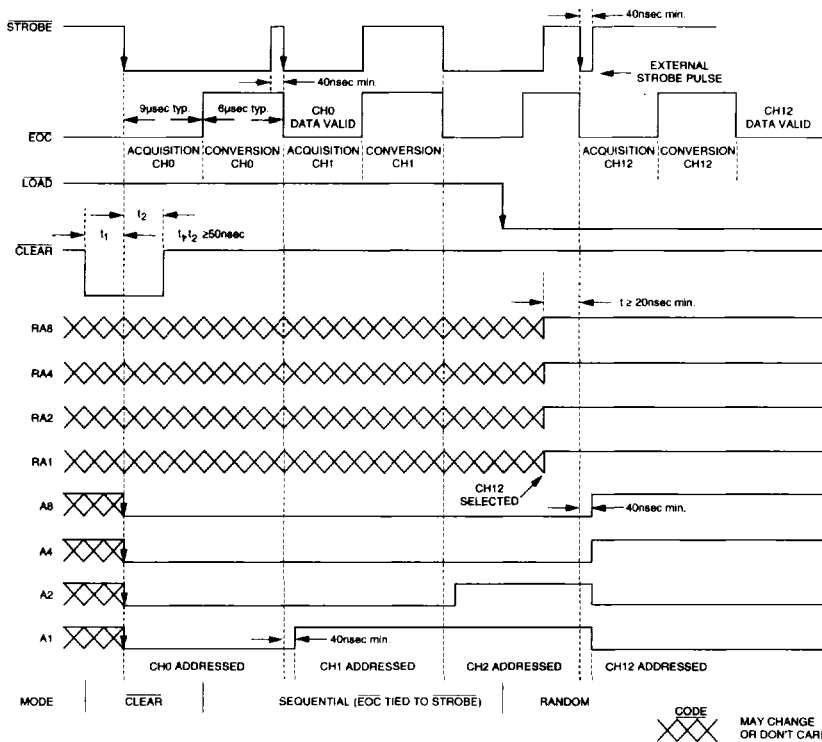 40nsec min.
STROBE
EXTERNAL
STROBE PULSE
40nsec min.
9µsec typ.
6µsec typ.
CH0
DATA VALID
CH12
DATA VALID
EOC
ACQUISITION
CH0
CONVERSION
CH0
ACQUISITION
CH1
CONVERSION
CH1
ACQUISITION
CH12
CONVERSION
CH12
LOAD
t2
t1
t1, t2 ≥50nsec
CLEAR
t ≥ 20nsec min.
RA8
RA4
RA2
RA1
CH12
SELECTED
A8
40nsec min.
A4
A2
A1
40nsec min.
CH0 ADDRESSED
CH1 ADDRESSED
CH2 ADDRESSED
CH12 ADDRESSED
MODE
CLEAR
SEQUENTIAL (EOC TIED TO STROBE)
RANDOM
CODE
MAY CHANGE
OR DON'T CARE